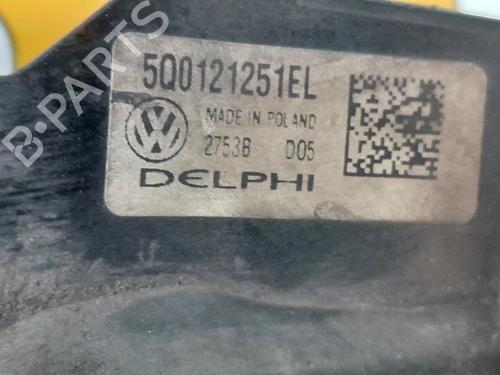 5Q0121251EL
MADE IN POLAND
2753B D05
DELPHI
B-PARTS